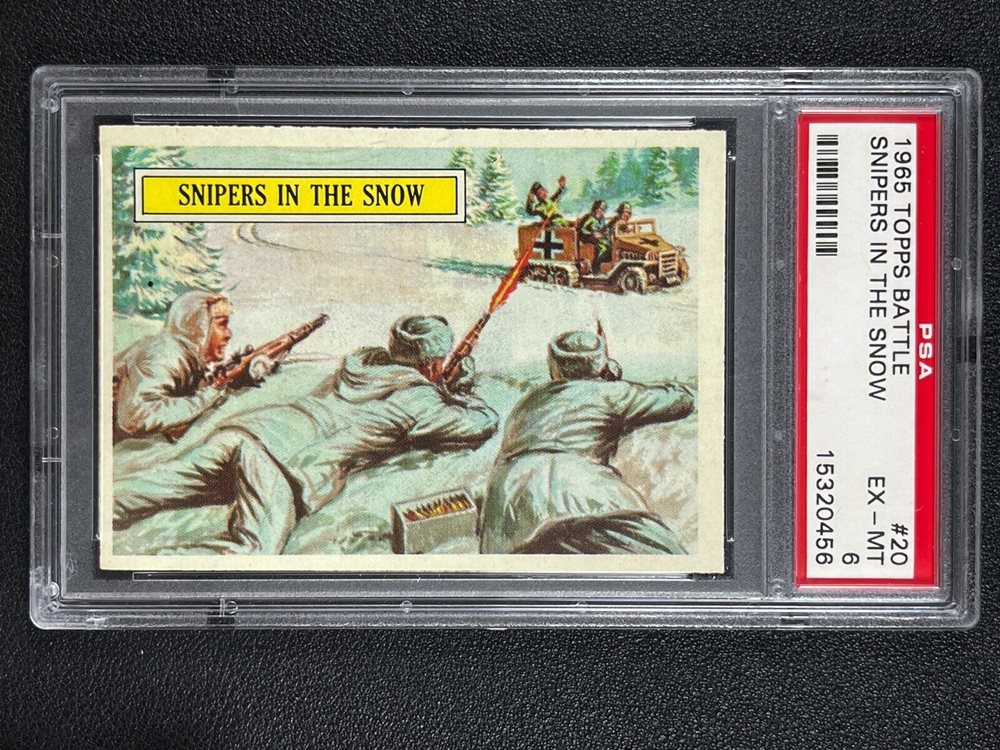 SNIPERS IN THE SNOW
PSA
1965 TOPPS BATTLE #20
SNIPERS IN THE SNOW EX-MT
6
15320456